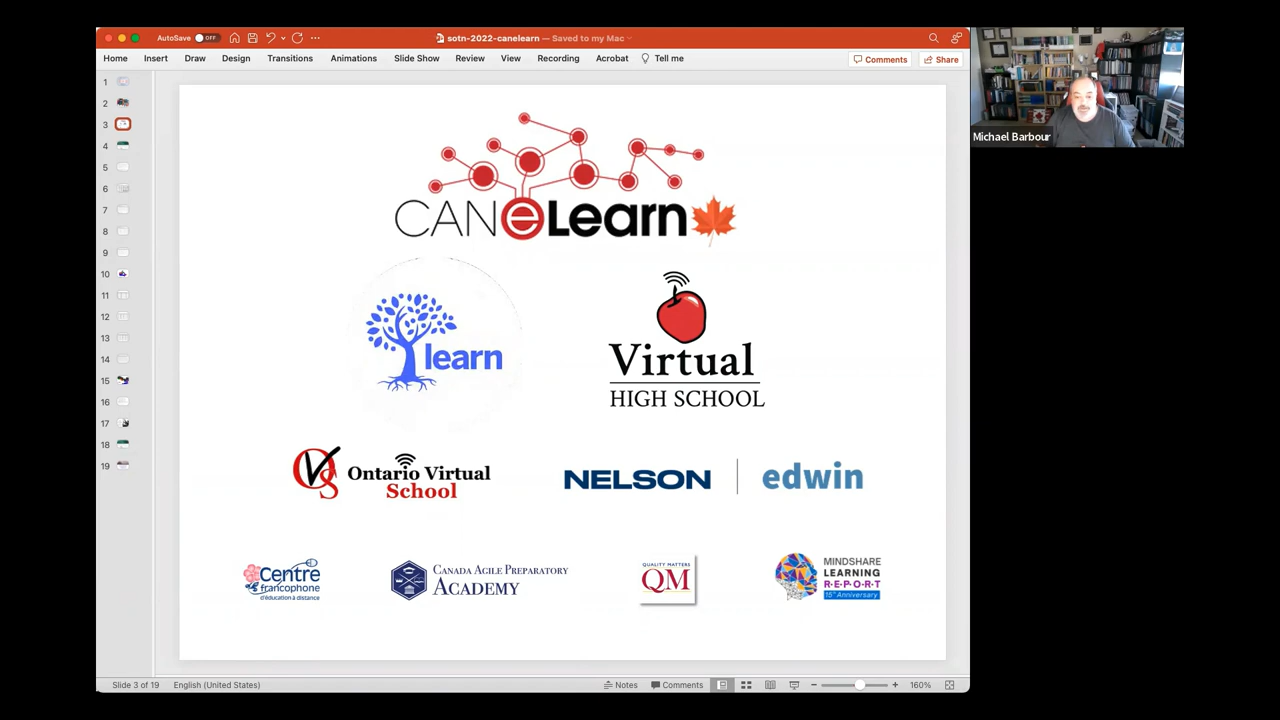 AutoSave OFF
sotn-2022-canelearn — Saved to my Mac
Home Insert Draw Design Transitions Animations Slide Show Review View Recording Acrobat Tell me
Comments Share
1
2
3
4
5
6
7
8
9
10
11
12
13
14
15
16
17
18
19
CANeLearn
learn
Virtual
HIGH SCHOOL
OVS
Ontario Virtual
School
NELSON
edwin
Centre
francophone
d'éducation à distance
CANADA AGILE PREPARATORY
ACADEMY
QUALITY MATTERS
QM
MINDSHARE
LEARNING
R·E·P·O·R·T
15th Anniversary
Michael Barbour
Slide 3 of 19 English (United States) Notes Comments 160%